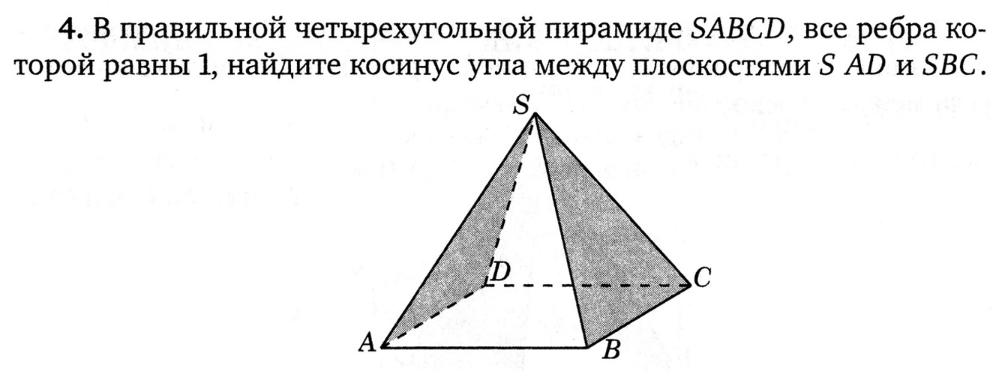 4. В правильной четырехугольной пирамиде SABCD, все ребра ко-
торой равны 1, найдите косинус угла между плоскостями S AD и SBC.
S
D
C
A
B